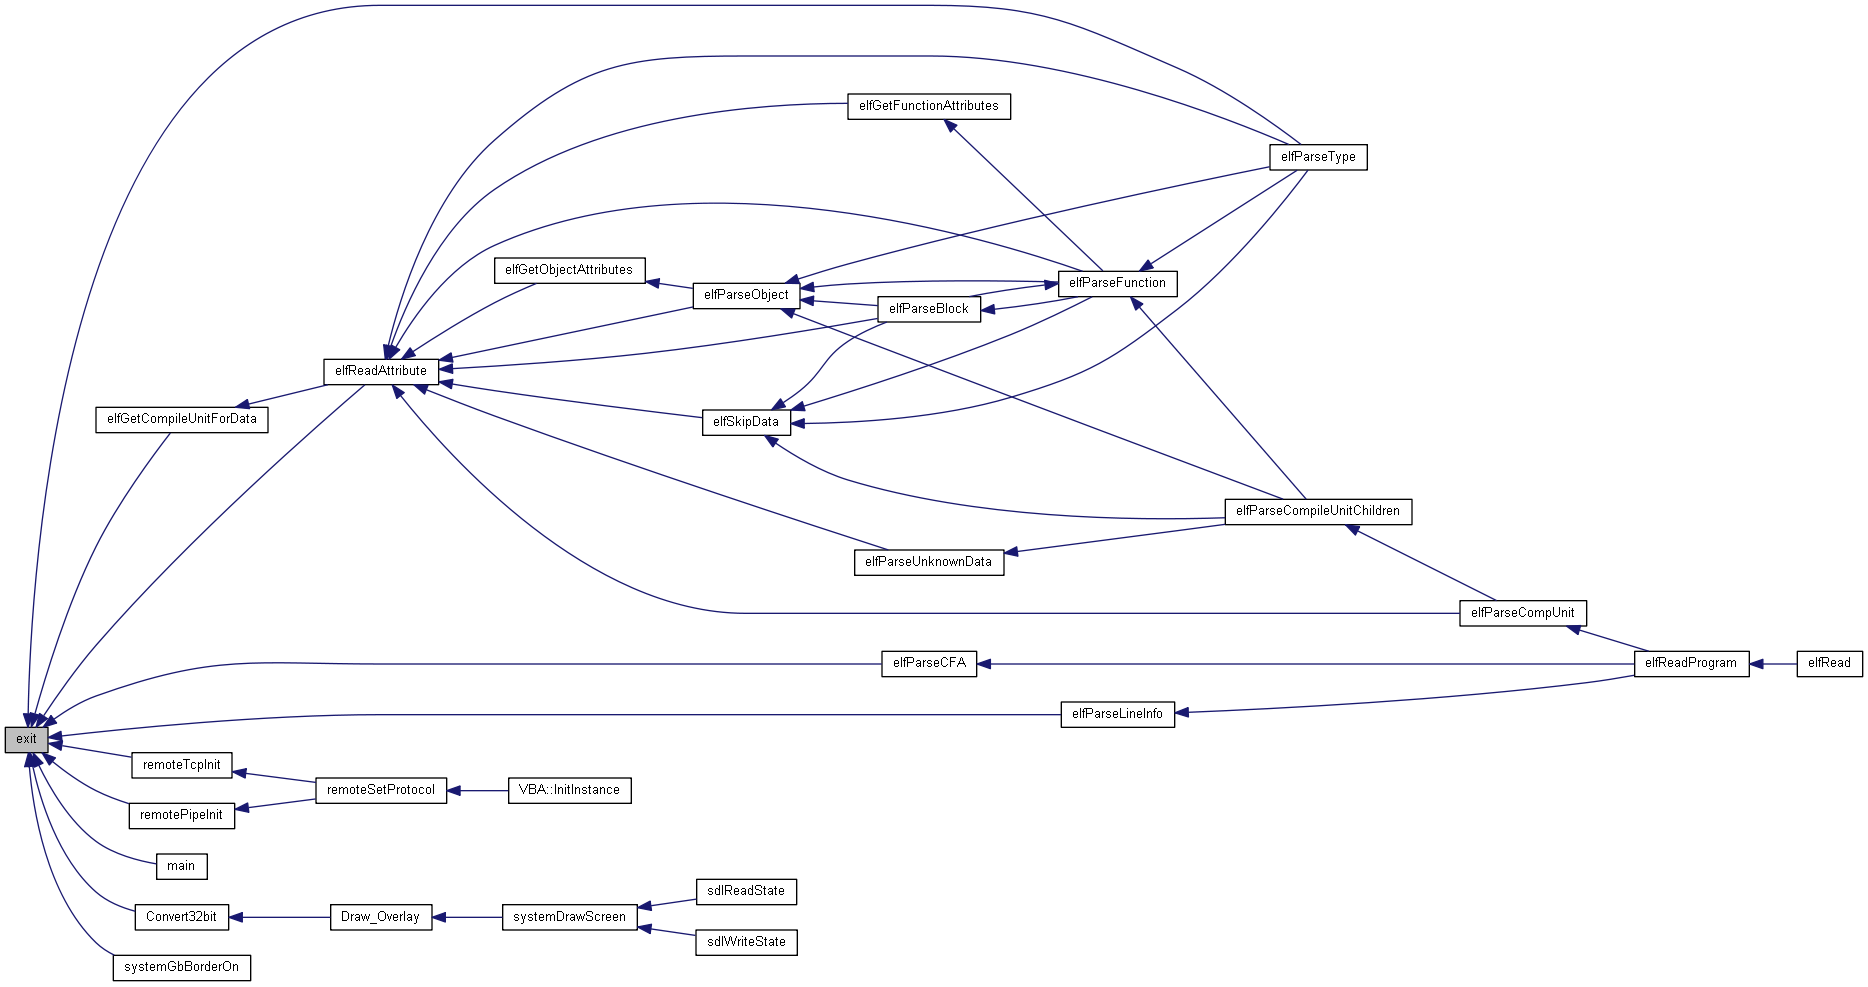 elfGetFunctionAttributes
elfParseType
elfGetObjectAttributes
elfParseObject
elfParseFunction
elfParseBlock
elfReadAttribute
elfGetCompileUnitForData
elfSkipData
elfParseCompileUnitChildren
elfParseUnknownData
elfParseCompUnit
elfParseCFA
elfReadProgram
elfRead
elfParseLineInfo
exit
remoteTcpInit
remoteSetProtocol
VBA::InitInstance
remotePipeInit
main
sdlReadState
Convert32bit
Draw_Overlay
systemDrawScreen
sdlWriteState
systemGbBorderOn